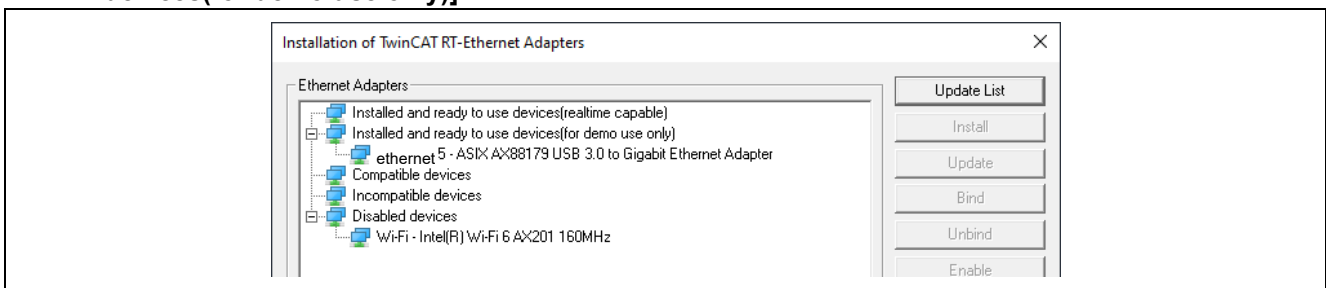 Installation of TwinCAT RT-Ethernet Adapters
Ethernet Adapters
Installed and ready to use devices(realtime capable)
Installed and ready to use devices(for demo use only)
ethernet 5 - ASIX AX88179 USB 3.0 to Gigabit Ethernet Adapter
Compatible devices
Incompatible devices
Disabled devices
Wi-Fi - Intel(R) Wi-Fi 6 AX201 160MHz
Update List
Install
Update
Bind
Unbind
Enable